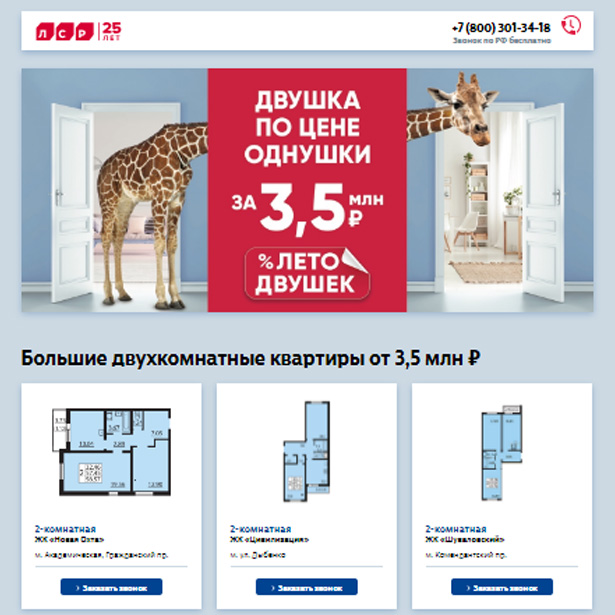 ЛСР 25 ЛЕТ
+7 (800) 301-34-18
Звонок по РФ бесплатно
ДВУШКА
ПО ЦЕНЕ
ОДНУШКИ
ЗА 3,5 МЛН ₽
% ЛЕТО
ДВУШЕК
Большие двухкомнатные квартиры от 3,5 млн ₽
2-комнатная
ЖК «Новая Охта»
м. Академическая, Гражданский пр.
Заказать звонок
2-комнатная
ЖК «Цивилизация»
м. ул. Дыбенко
Заказать звонок
2-комнатная
ЖК «Шуваловский»
м. Комендантский пр.
Заказать звонок